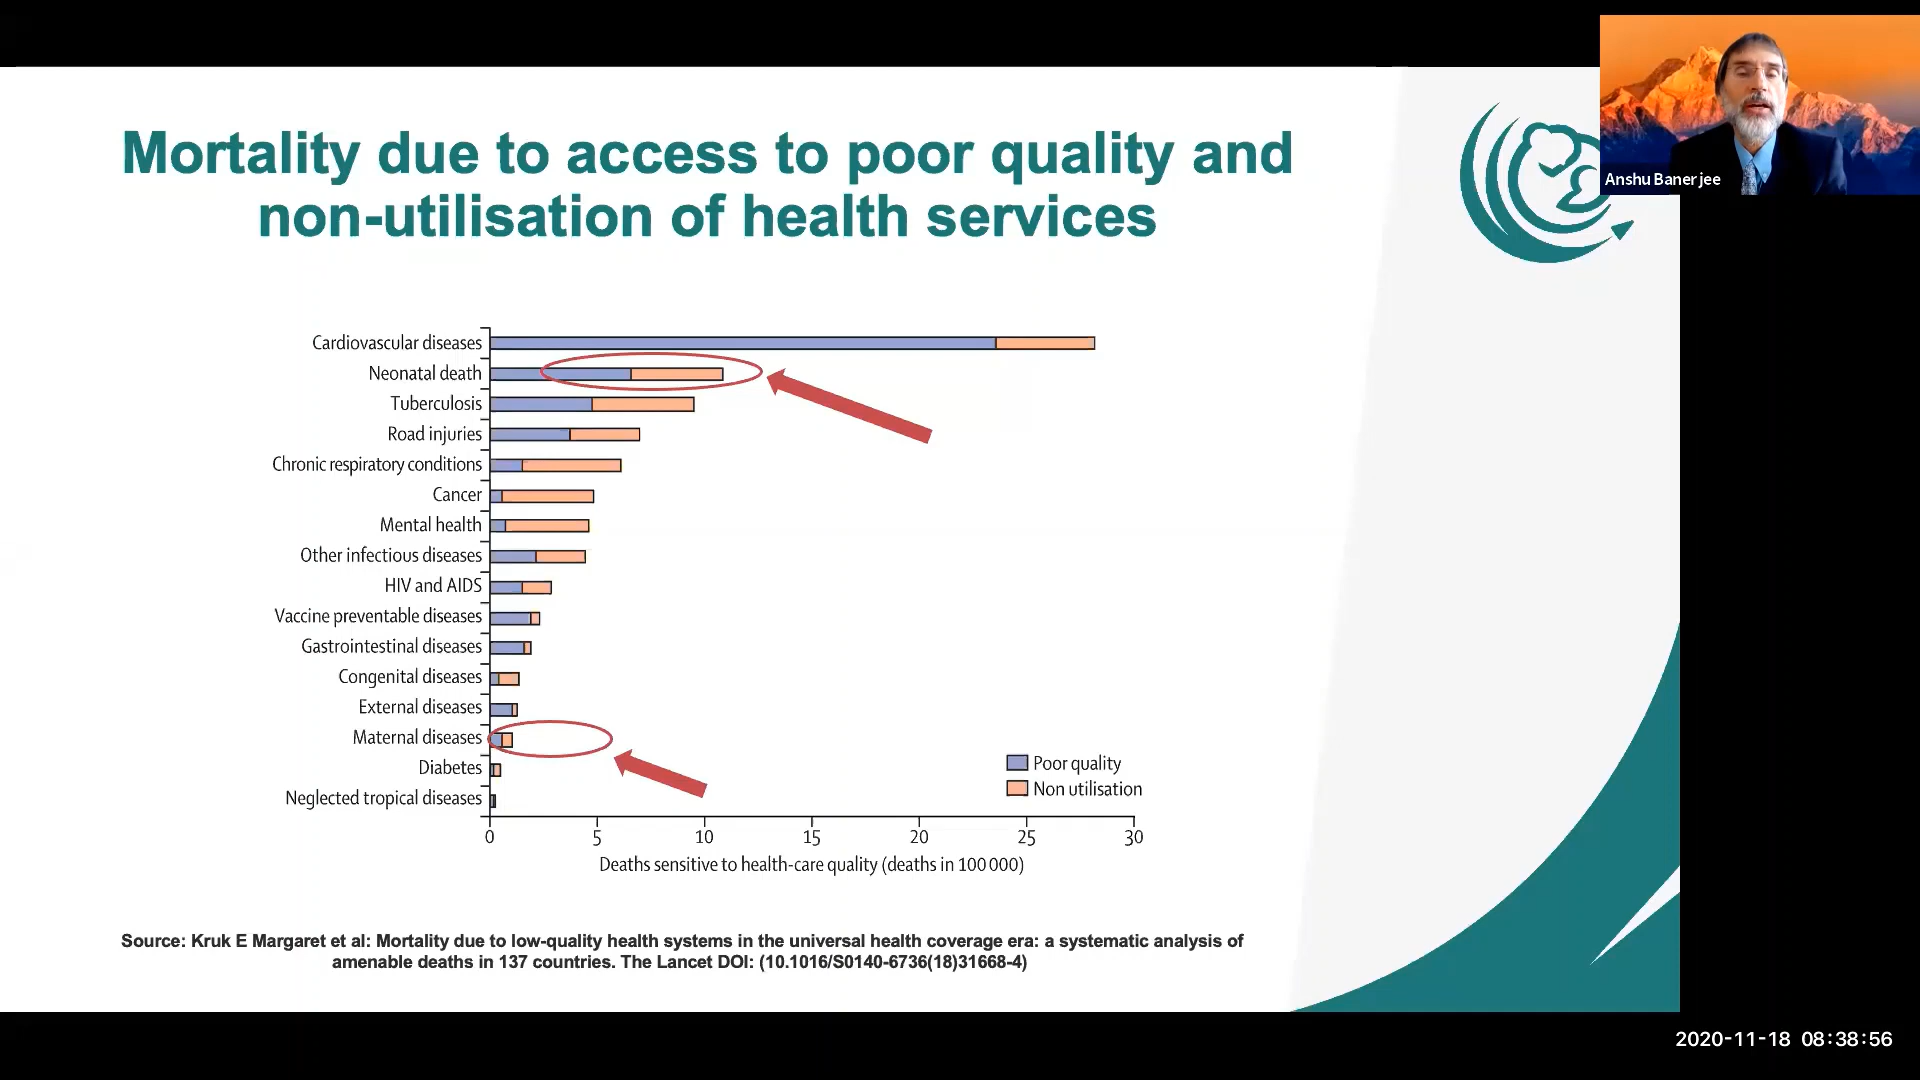 Anshu Banerjee
Mortality due to access to poor quality and
non-utilisation of health services
Cardiovascular diseases
Neonatal death
Tuberculosis
Road injuries
Chronic respiratory conditions
Cancer
Mental health
Other infectious diseases
HIV and AIDS
Vaccine preventable diseases
Gastrointestinal diseases
Congenital diseases
External diseases
Maternal diseases
Diabetes
Neglected tropical diseases
Poor quality
Non utilisation
0 5 10 15 20 25 30
Deaths sensitive to health-care quality (deaths in 100 000)
Source: Kruk E Margaret et al: Mortality due to low-quality health systems in the universal health coverage era: a systematic analysis of
amenable deaths in 137 countries. The Lancet DOI: (10.1016/S0140-6736(18)31668-4)
2020-11-18 08:38:56